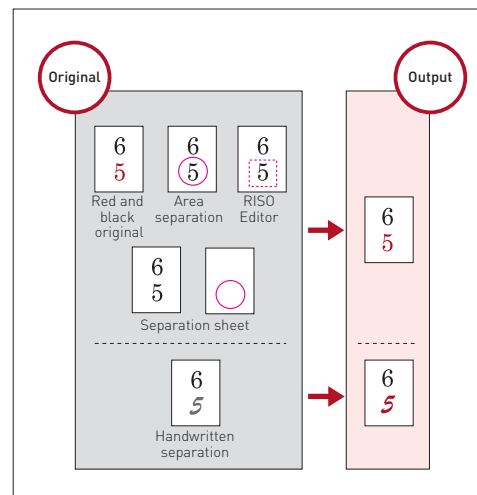 Original
Output
6 6 6
5 5 5
Red and Area RISO
black separation Editor
original
6
5
6
5
Separation sheet
6 6
5 5
Handwritten
separation